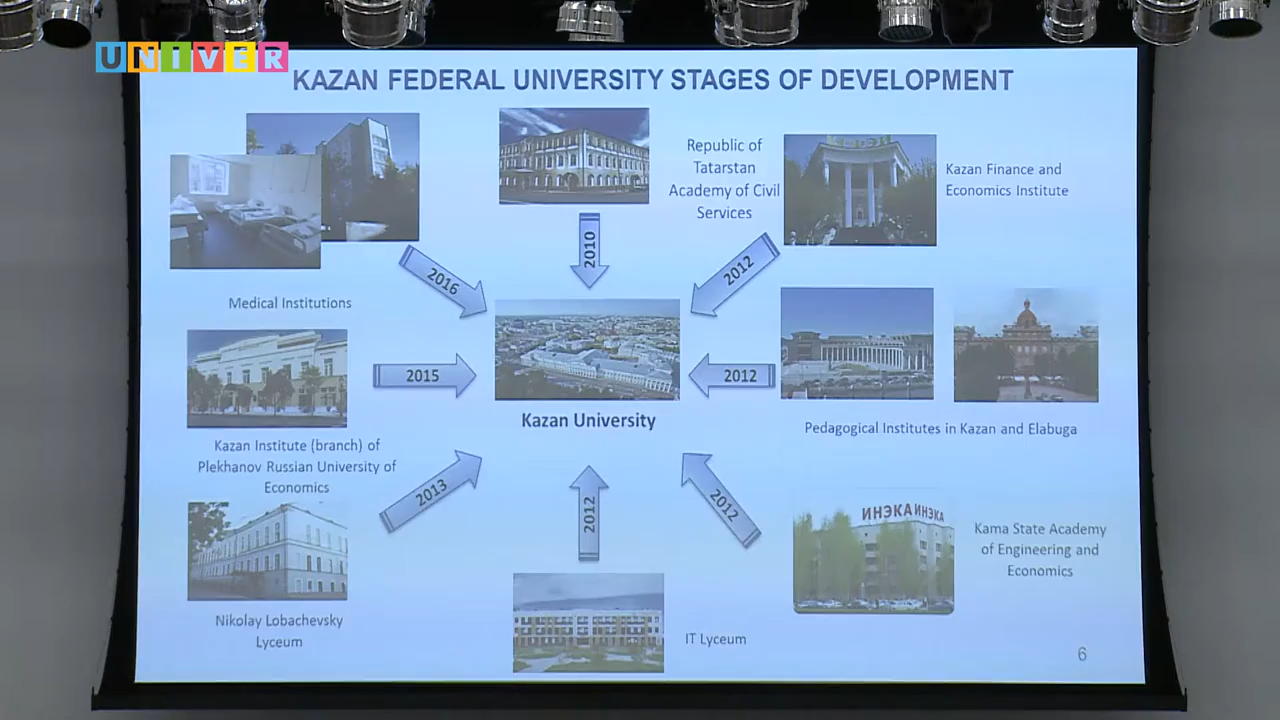 UNIVER
KAZAN FEDERAL UNIVERSITY STAGES OF DEVELOPMENT
Republic of
Tatarstan
Academy of Civil
Services
Kazan Finance and
Economics Institute
2010
2012
2016
Medical Institutions
2015
2012
Kazan University
Pedagogical Institutes in Kazan and Elabuga
Kazan Institute (branch) of
Plekhanov Russian University of
Economics
2013
2012
2012
ИНЭКА ИНЭКА
Kama State Academy
of Engineering and
Economics
Nikolay Lobachevsky
Lyceum
IT Lyceum
6